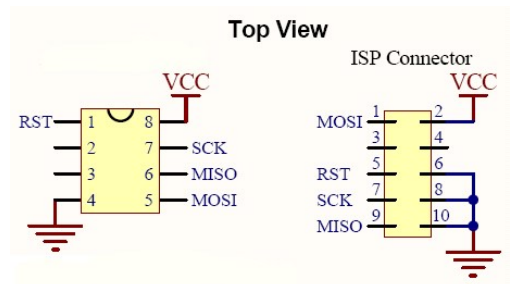 Top View
ISP Connector
VCC
VCC
RST 1 8
2 7 SCK
3 6 MISO
4 5 MOSI
MOSI 1 2
3 4
RST 5 6
SCK 7 8
MISO 9 10